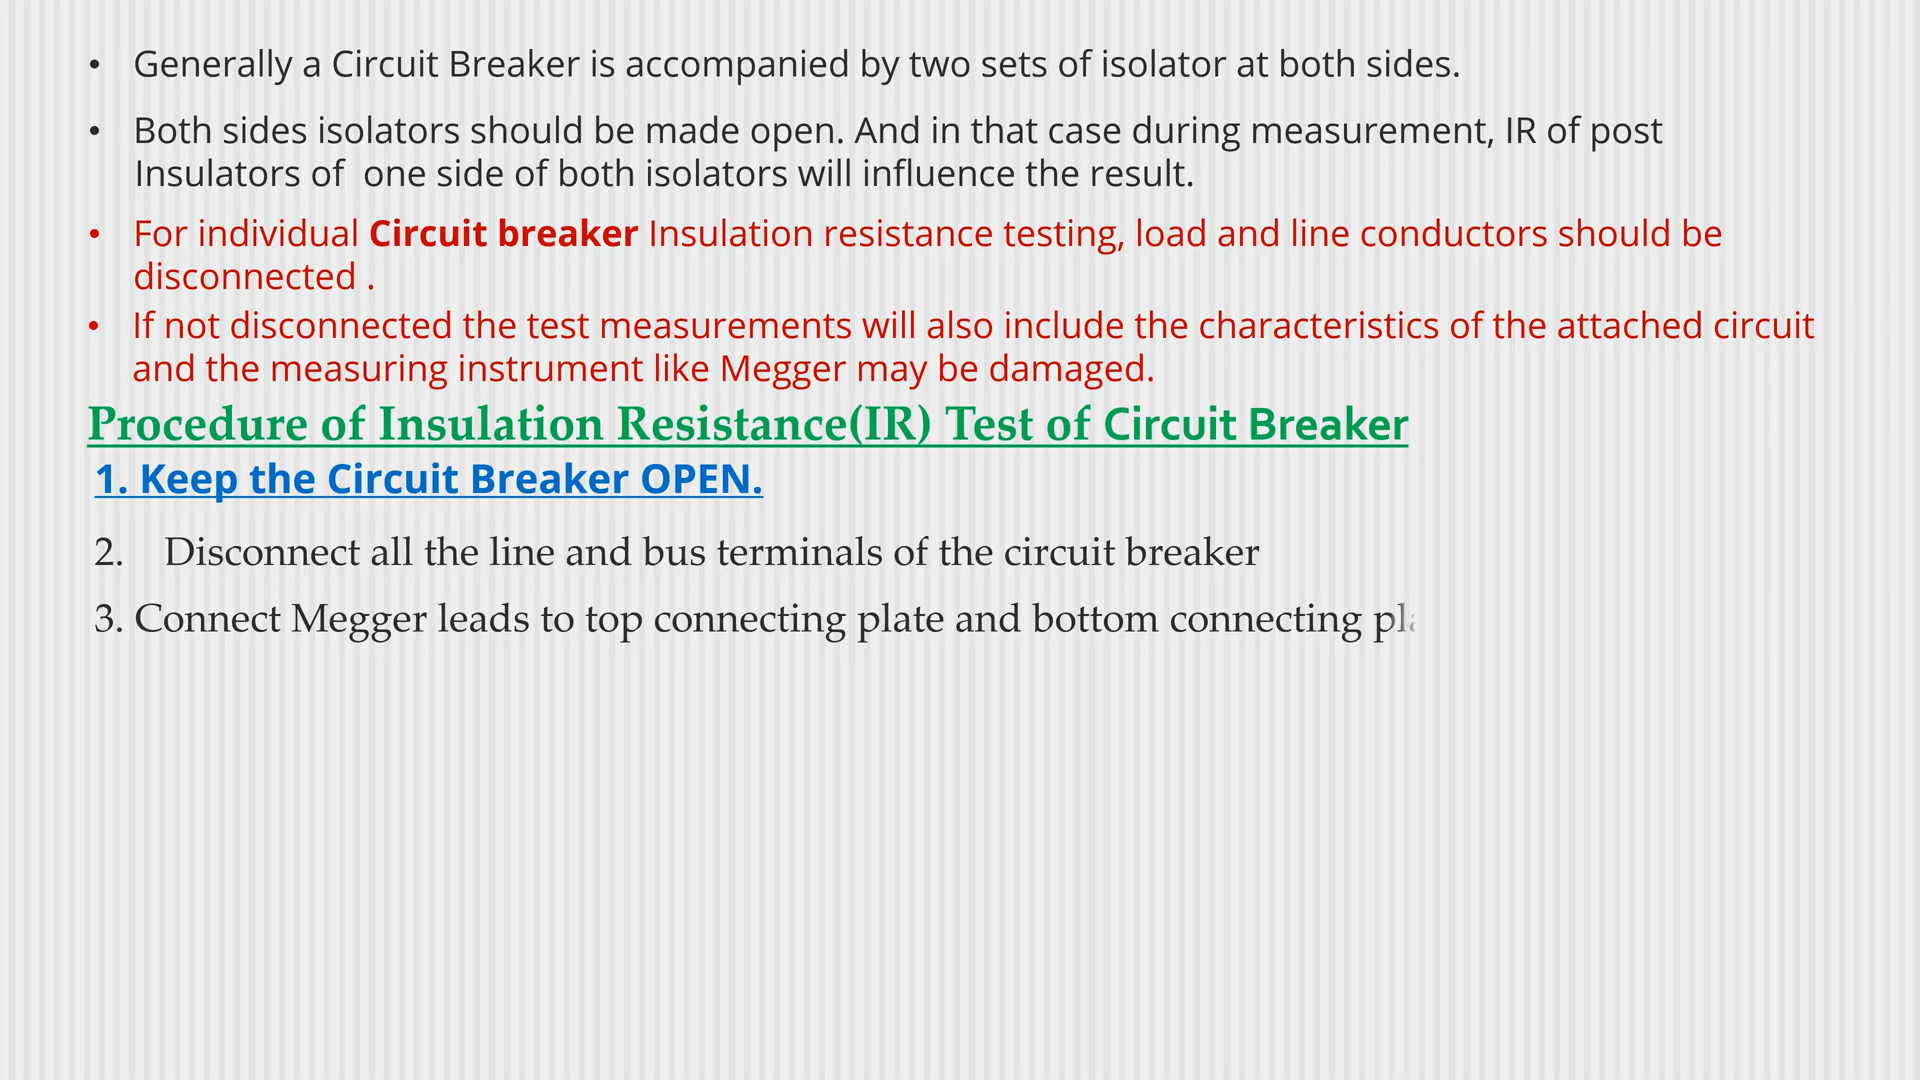 • Generally a Circuit Breaker is accompanied by two sets of isolator at both sides.
• Both sides isolators should be made open. And in that case during measurement, IR of post
Insulators of one side of both isolators will influence the result.
• For individual Circuit breaker Insulation resistance testing, load and line conductors should be
disconnected .
• If not disconnected the test measurements will also include the characteristics of the attached circuit
and the measuring instrument like Megger may be damaged.
Procedure of Insulation Resistance(IR) Test of Circuit Breaker
1. Keep the Circuit Breaker OPEN.
2. Disconnect all the line and bus terminals of the circuit breaker
3. Connect Megger leads to top connecting plate and bottom connecting